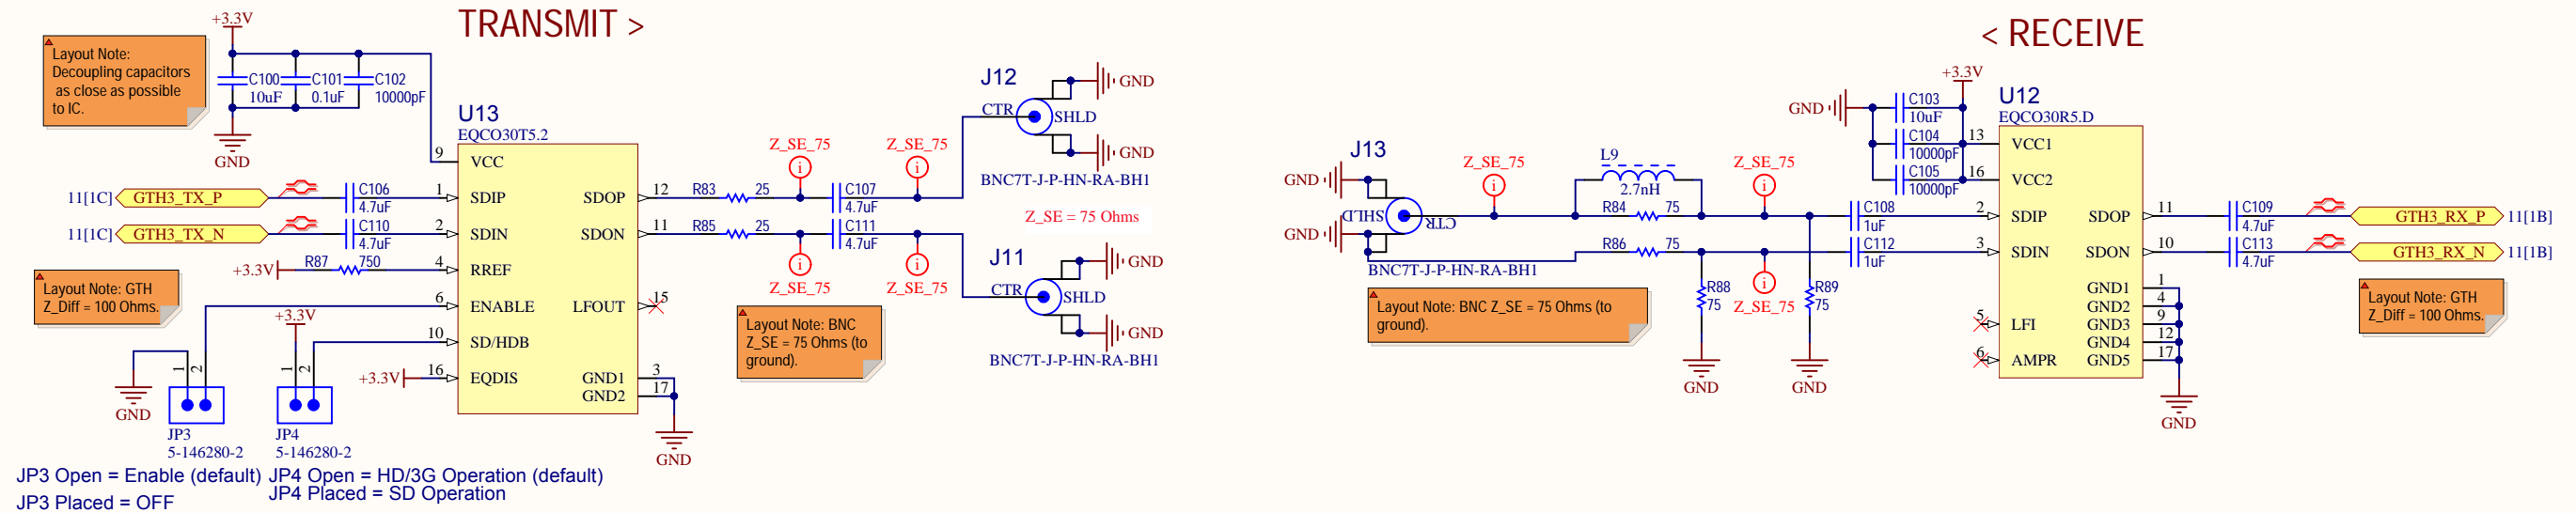 TRANSMIT >
+3.3V
Layout Note:
Decoupling capacitors
as close as possible
to IC.
C100
10uF
C101
0.1uF
C102
10000pF
GND
U13
EQCO30T5.2
9
VCC
11[1C]
GTH3_TX_P
C106
4.7uF
1
SDIP
11[1C]
GTH3_TX_N
C110
4.7uF
2
SDIN
+3.3V
R87
750
4
RREF
Layout Note: GTH
Z_Diff = 100 Ohms.
6
ENABLE
+3.3V
10
SD/HDB
+3.3V
16
EQDIS
1
2
GND
JP3
5-146280-2
1
2
JP4
5-146280-2
JP3 Open = Enable (default)
JP3 Placed = OFF
JP4 Open = HD/3G Operation (default)
JP4 Placed = SD Operation
SDOP
12
R83
25
Z_SE_75
i
C107
4.7uF
Z_SE_75
i
SDON
11
R85
25
i
Z_SE_75
C111
4.7uF
i
Z_SE_75
LFOUT
15
Layout Note: BNC
Z_SE = 75 Ohms (to
ground).
GND1
3
GND2
17
GND
J12
CTR
SHLD
GND
GND
BNC7T-J-P-HN-RA-BH1
Z_SE = 75 Ohms
J11
CTR
SHLD
GND
GND
BNC7T-J-P-HN-RA-BH1
< RECEIVE
J13
GND
GND
SHLD
CTR
BNC7T-J-P-HN-RA-BH1
Z_SE_75
i
L9
2.7nH
R84
75
Z_SE_75
i
R86
75
i
Z_SE_75
R88
75
GND
R89
75
GND
Layout Note: BNC Z_SE = 75 Ohms (to
ground).
C108
1uF
C112
1uF
+3.3V
GND
C103
10uF
C104
10000pF
C105
10000pF
U12
EQCO30R5.D
13
VCC1
16
VCC2
2
SDIP
3
SDIN
5
LFI
6
AMPR
SDOP
11
C109
4.7uF
GTH3_RX_P
11[1B]
SDON
10
C113
4.7uF
GTH3_RX_N
11[1B]
GND1
1
GND2
4
GND3
9
GND4
12
GND5
17
GND
Layout Note: GTH
Z_Diff = 100 Ohms.